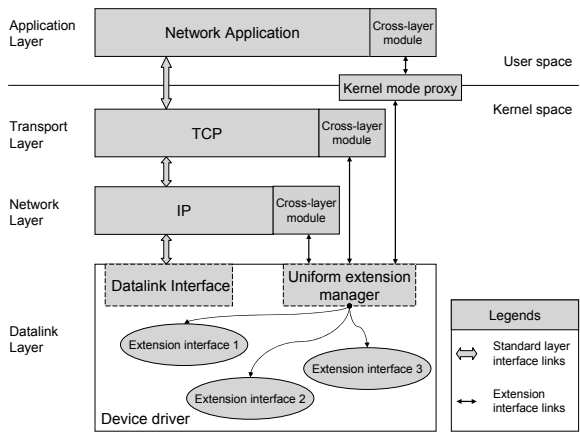 Application
Layer
Network Application
Cross-layer
module
User space
Kernel mode proxy
Kernel space
Transport
Layer
TCP
Cross-layer
module
Network
Layer
IP
Cross-layer
module
Datalink Interface
Uniform extension
manager
Datalink
Layer
Extension interface 1
Extension interface 3
Extension interface 2
Device driver
Legends
Standard layer
interface links
Extension
interface links